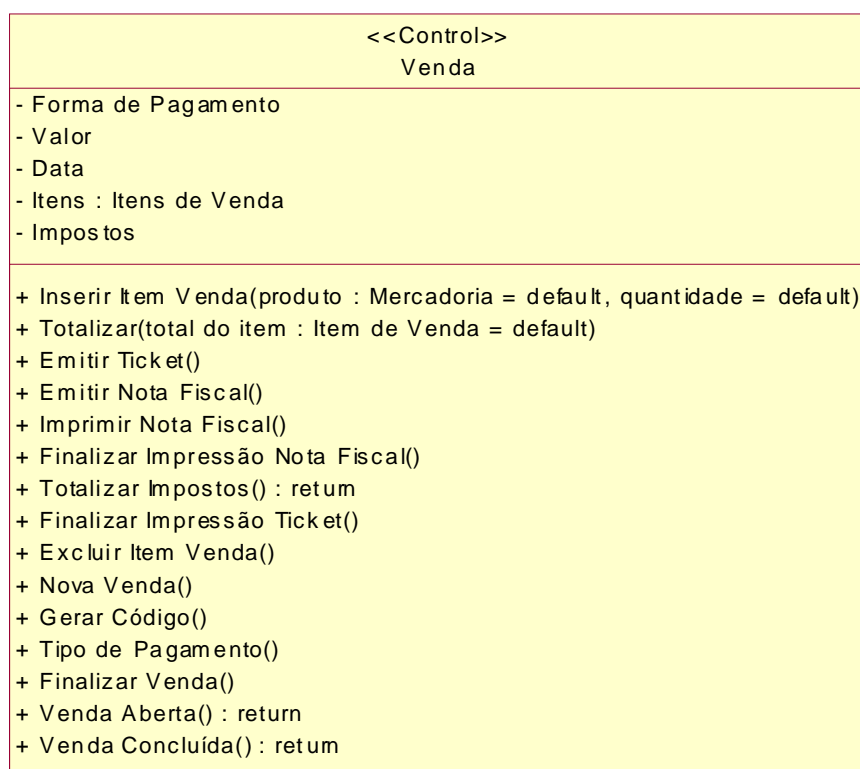 <<Control>>
Venda
- Forma de Pagamento
- Valor
- Data
- Itens : Itens de Venda
- Impostos
+ Inserir Item Venda(produto : Mercadoria = default, quantidade = default)
+ Totalizar(total do item : Item de Venda = default)
+ Emitir Ticket()
+ Emitir Nota Fiscal()
+ Imprimir Nota Fiscal()
+ Finalizar Impressão Nota Fiscal()
+ Totalizar Impostos() : return
+ Finalizar Impressão Ticket()
+ Excluir Item Venda()
+ Nova Venda()
+ Gerar Código()
+ Tipo de Pagamento()
+ Finalizar Venda()
+ Venda Aberta() : return
+ Venda Concluída() : return